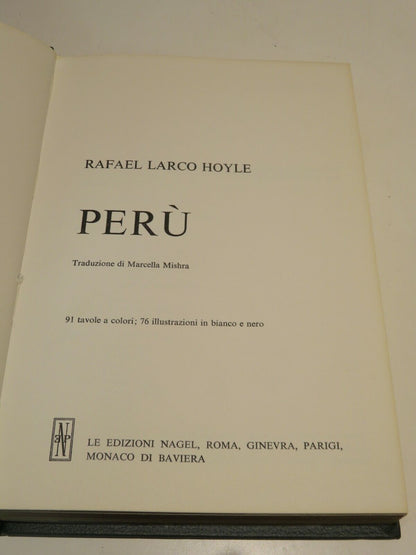 RAFAEL LARCO HOYLE
PERÙ
Traduzione di Marcella Mishra
91 tavole a colori; 76 illustrazioni in bianco e nero
LE EDIZIONI NAGEL, ROMA, GINEVRA, PARIGI,
MONACO DI BAVIERA